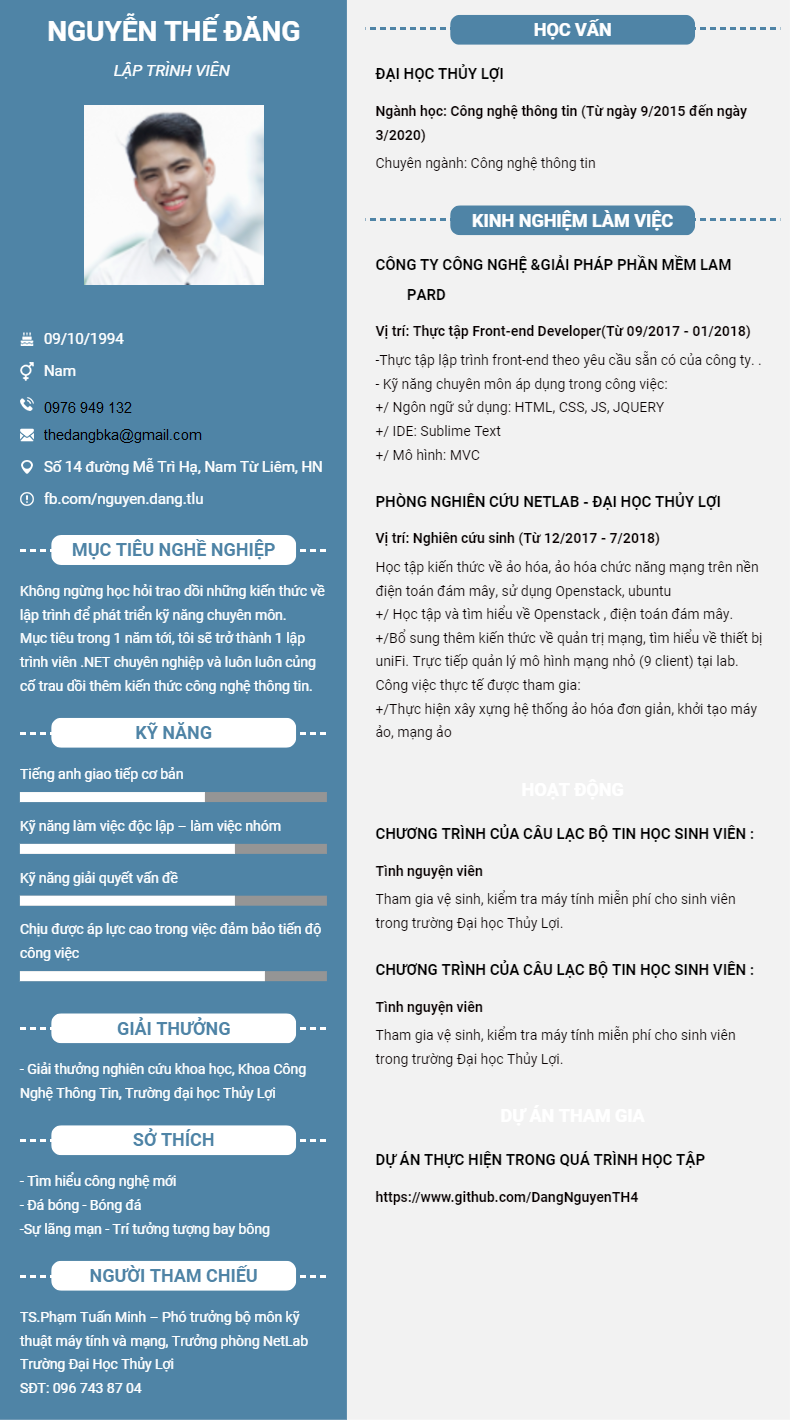 NGUYỄN THẾ ĐĂNG
LẬP TRÌNH VIÊN
09/10/1994
Nam
0976 949 132
thedangbka@gmail.com
Số 14 đường Mễ Trì Hạ, Nam Từ Liêm, HN
fb.com/nguyen.dang.tlu
MỤC TIÊU NGHỀ NGHIỆP
Không ngừng học hỏi trao dồi những kiến thức về
lập trình để phát triển kỹ năng chuyên môn.
Mục tiêu trong 1 năm tới, tôi sẽ trở thành 1 lập
trình viên .NET chuyên nghiệp và luôn luôn củng
cố trau dồi thêm kiến thức công nghệ thông tin.
KỸ NĂNG
Tiếng anh giao tiếp cơ bản
Kỹ năng làm việc độc lập – làm việc nhóm
Kỹ năng giải quyết vấn đề
Chịu được áp lực cao trong việc đảm bảo tiến độ
công việc
GIẢI THƯỞNG
- Giải thưởng nghiên cứu khoa học, Khoa Công
Nghệ Thông Tin, Trường đại học Thủy Lợi
SỞ THÍCH
- Tìm hiểu công nghệ mới
- Đá bóng - Bóng đá
-Sự lãng mạn - Trí tưởng tượng bay bông
NGƯỜI THAM CHIẾU
TS.Phạm Tuấn Minh – Phó trưởng bộ môn kỹ
thuật máy tính và mạng, Trưởng phòng NetLab
Trường Đại Học Thủy Lợi
SĐT: 096 743 87 04
HỌC VẤN
ĐẠI HỌC THỦY LỢI
Ngành học: Công nghệ thông tin (Từ ngày 9/2015 đến ngày
3/2020)
Chuyên ngành: Công nghệ thông tin
KINH NGHIỆM LÀM VIỆC
CÔNG TY CÔNG NGHỆ &GIẢI PHÁP PHẦN MỀM LAM
PARD
Vị trí: Thực tập Front-end Developer(Từ 09/2017 - 01/2018)
-Thực tập lập trình front-end theo yêu cầu sẵn có của công ty. .
- Kỹ năng chuyên môn áp dụng trong công việc:
+/ Ngôn ngữ sử dụng: HTML, CSS, JS, JQUERY
+/ IDE: Sublime Text
+/ Mô hình: MVC
PHÒNG NGHIÊN CỨU NETLAB - ĐẠI HỌC THỦY LỢI
Vị trí: Nghiên cứu sinh (Từ 12/2017 - 7/2018)
Học tập kiến thức về ảo hóa, ảo hóa chức năng mạng trên nền
điện toán đám mây, sử dụng Openstack, ubuntu
+/ Học tập và tìm hiểu về Openstack , điện toán đám mây.
+/Bổ sung thêm kiến thức về quản trị mạng, tìm hiểu về thiết bị
uniFi. Trực tiếp quản lý mô hình mạng nhỏ (9 client) tại lab.
Công việc thực tế được tham gia:
+/Thực hiện xây xựng hệ thống ảo hóa đơn giản, khởi tạo máy
ảo, mạng ảo
HOẠT ĐỘNG
CHƯƠNG TRÌNH CỦA CÂU LẠC BỘ TIN HỌC SINH VIÊN :
Tình nguyện viên
Tham gia vệ sinh, kiểm tra máy tính miễn phí cho sinh viên
trong trường Đại học Thủy Lợi.
CHƯƠNG TRÌNH CỦA CÂU LẠC BỘ TIN HỌC SINH VIÊN :
Tình nguyện viên
Tham gia vệ sinh, kiểm tra máy tính miễn phí cho sinh viên
trong trường Đại học Thủy Lợi.
DỰ ÁN THAM GIA
DỰ ÁN THỰC HIỆN TRONG QUÁ TRÌNH HỌC TẬP
https://www.github.com/DangNguyenTH4